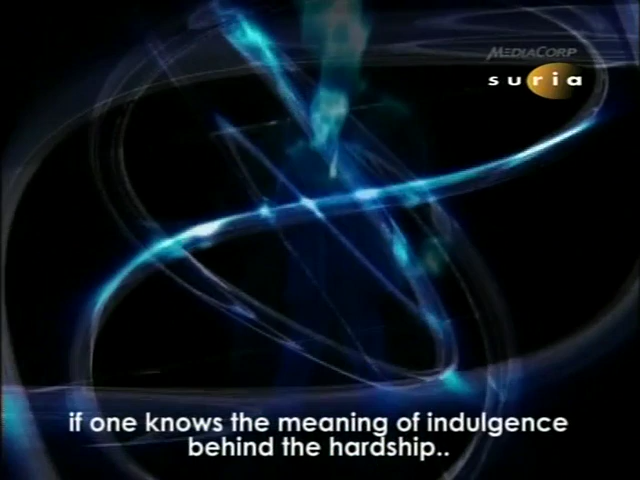 MEDIACORP
suria
if one knows the meaning of indulgence
behind the hardship..